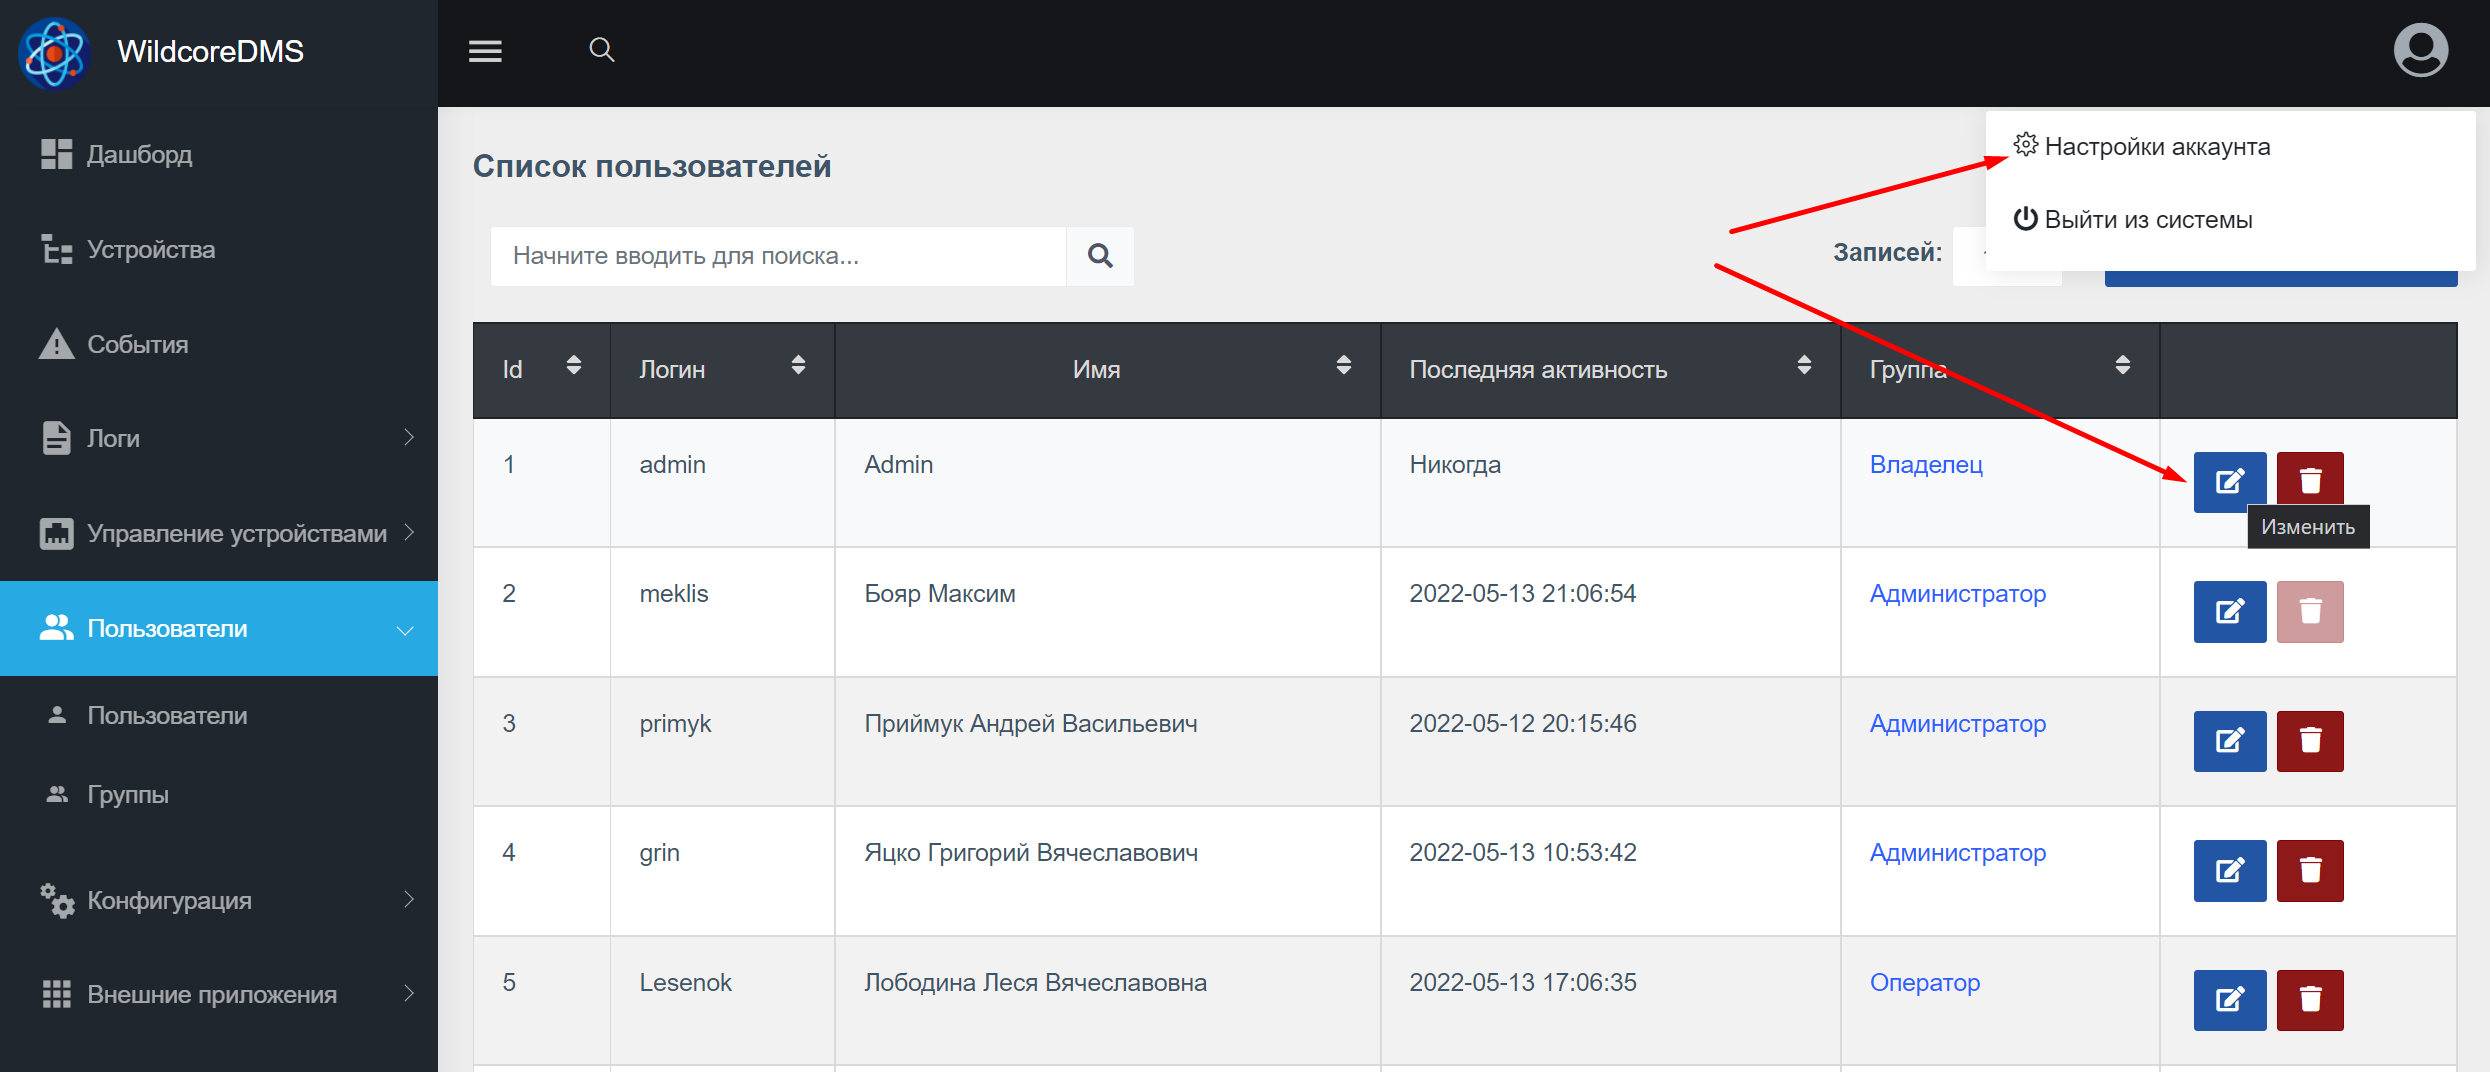 WildcoreDMS
Дашборд
Устройства
События
Логи
Управление устройствами
Пользователи
Пользователи
Группы
Конфигурация
Внешние приложения
Настройки аккаунта
Выйти из системы
Список пользователей
Начните вводить для поиска...
Записей:
Id Логин Имя Последняя активность Группа
1 admin Admin Никогда Владелец
Изменить
2 meklis Бояр Максим 2022-05-13 21:06:54 Администратор
3 primyk Приймук Андрей Васильевич 2022-05-12 20:15:46 Администратор
4 grin Яцко Григорий Вячеславович 2022-05-13 10:53:42 Администратор
5 Lesenok Лободина Леся Вячеславовна 2022-05-13 17:06:35 Оператор